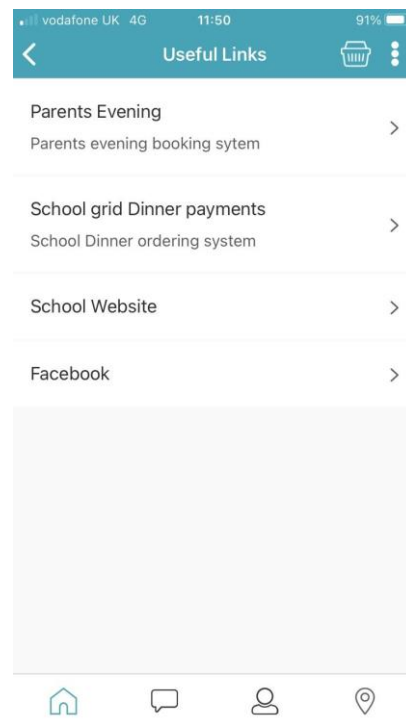 vodafone UK 4G 11:50 91%
Useful Links
Parents Evening
Parents evening booking sytem
School grid Dinner payments
School Dinner ordering system
School Website
Facebook